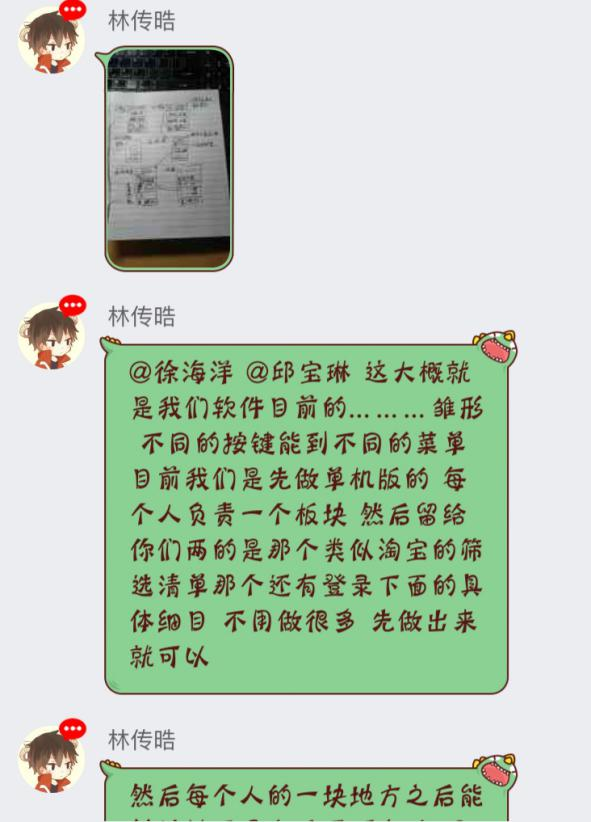 林传晧
林传晧
@徐海洋 @邱宝琳 这大概就
是我们软件目前的………雏形
不同的按键能到不同的菜单
目前我们是先做单机版的 每
个人负责一个板块 然后留给
你们两的是那个类似淘宝的筛
选清单那个还有登录下面的具
体细目 不用做很多 先做出来
就可以
林传晧
然后每个人的一块地方之后能